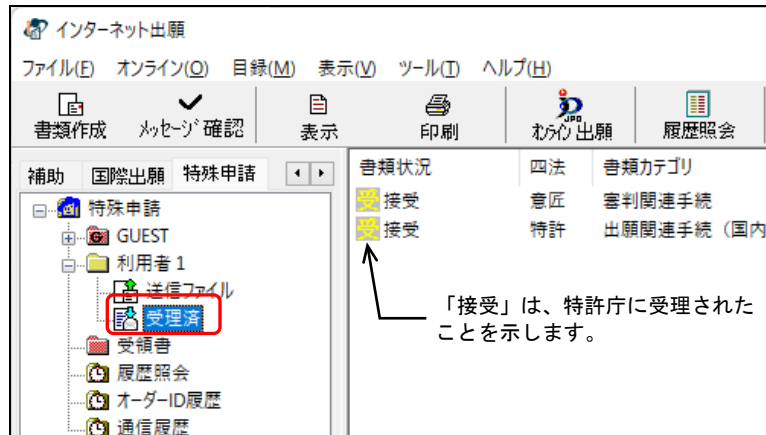 インターネット出願
ファイル(F) オンライン(O) 目録(M) 表示(V) ツール(T) ヘルプ(H)
書類作成 メッセージ確認 表示 印刷 オンライン出願 履歴照会
補助 国際出願 特殊申請
書類状況 四法 書類カテゴリ
特殊申請
受 接受 意匠 審判関連手続
GUEST
受 接受 特許 出願関連手続（国内
利用者1
送信ファイル
受理済
「接受」は、特許庁に受理された
ことを示します。
受領書
履歴照会
オーダーID履歴
通信履歴